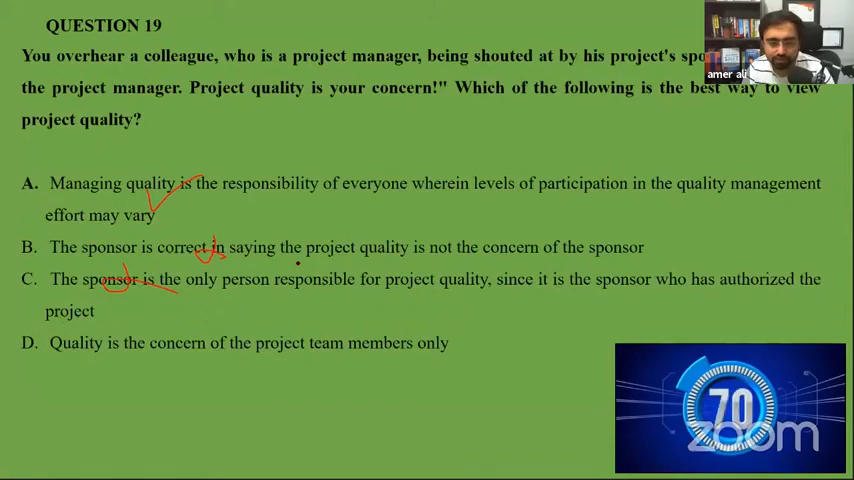 QUESTION 19
You overhear a colleague, who is a project manager, being shouted at by his project's
the project manager. Project quality is your concern!" Which of the following is the best way to view
project quality?
amer ali
A. Managing quality is the responsibility of everyone wherein levels of participation in the quality management
effort may vary
B. The sponsor is correct in saying the project quality is not the concern of the sponsor
C. The sponsor is the only person responsible for project quality, since it is the sponsor who has authorized the
project
D. Quality is the concern of the project team members only
70
zoom